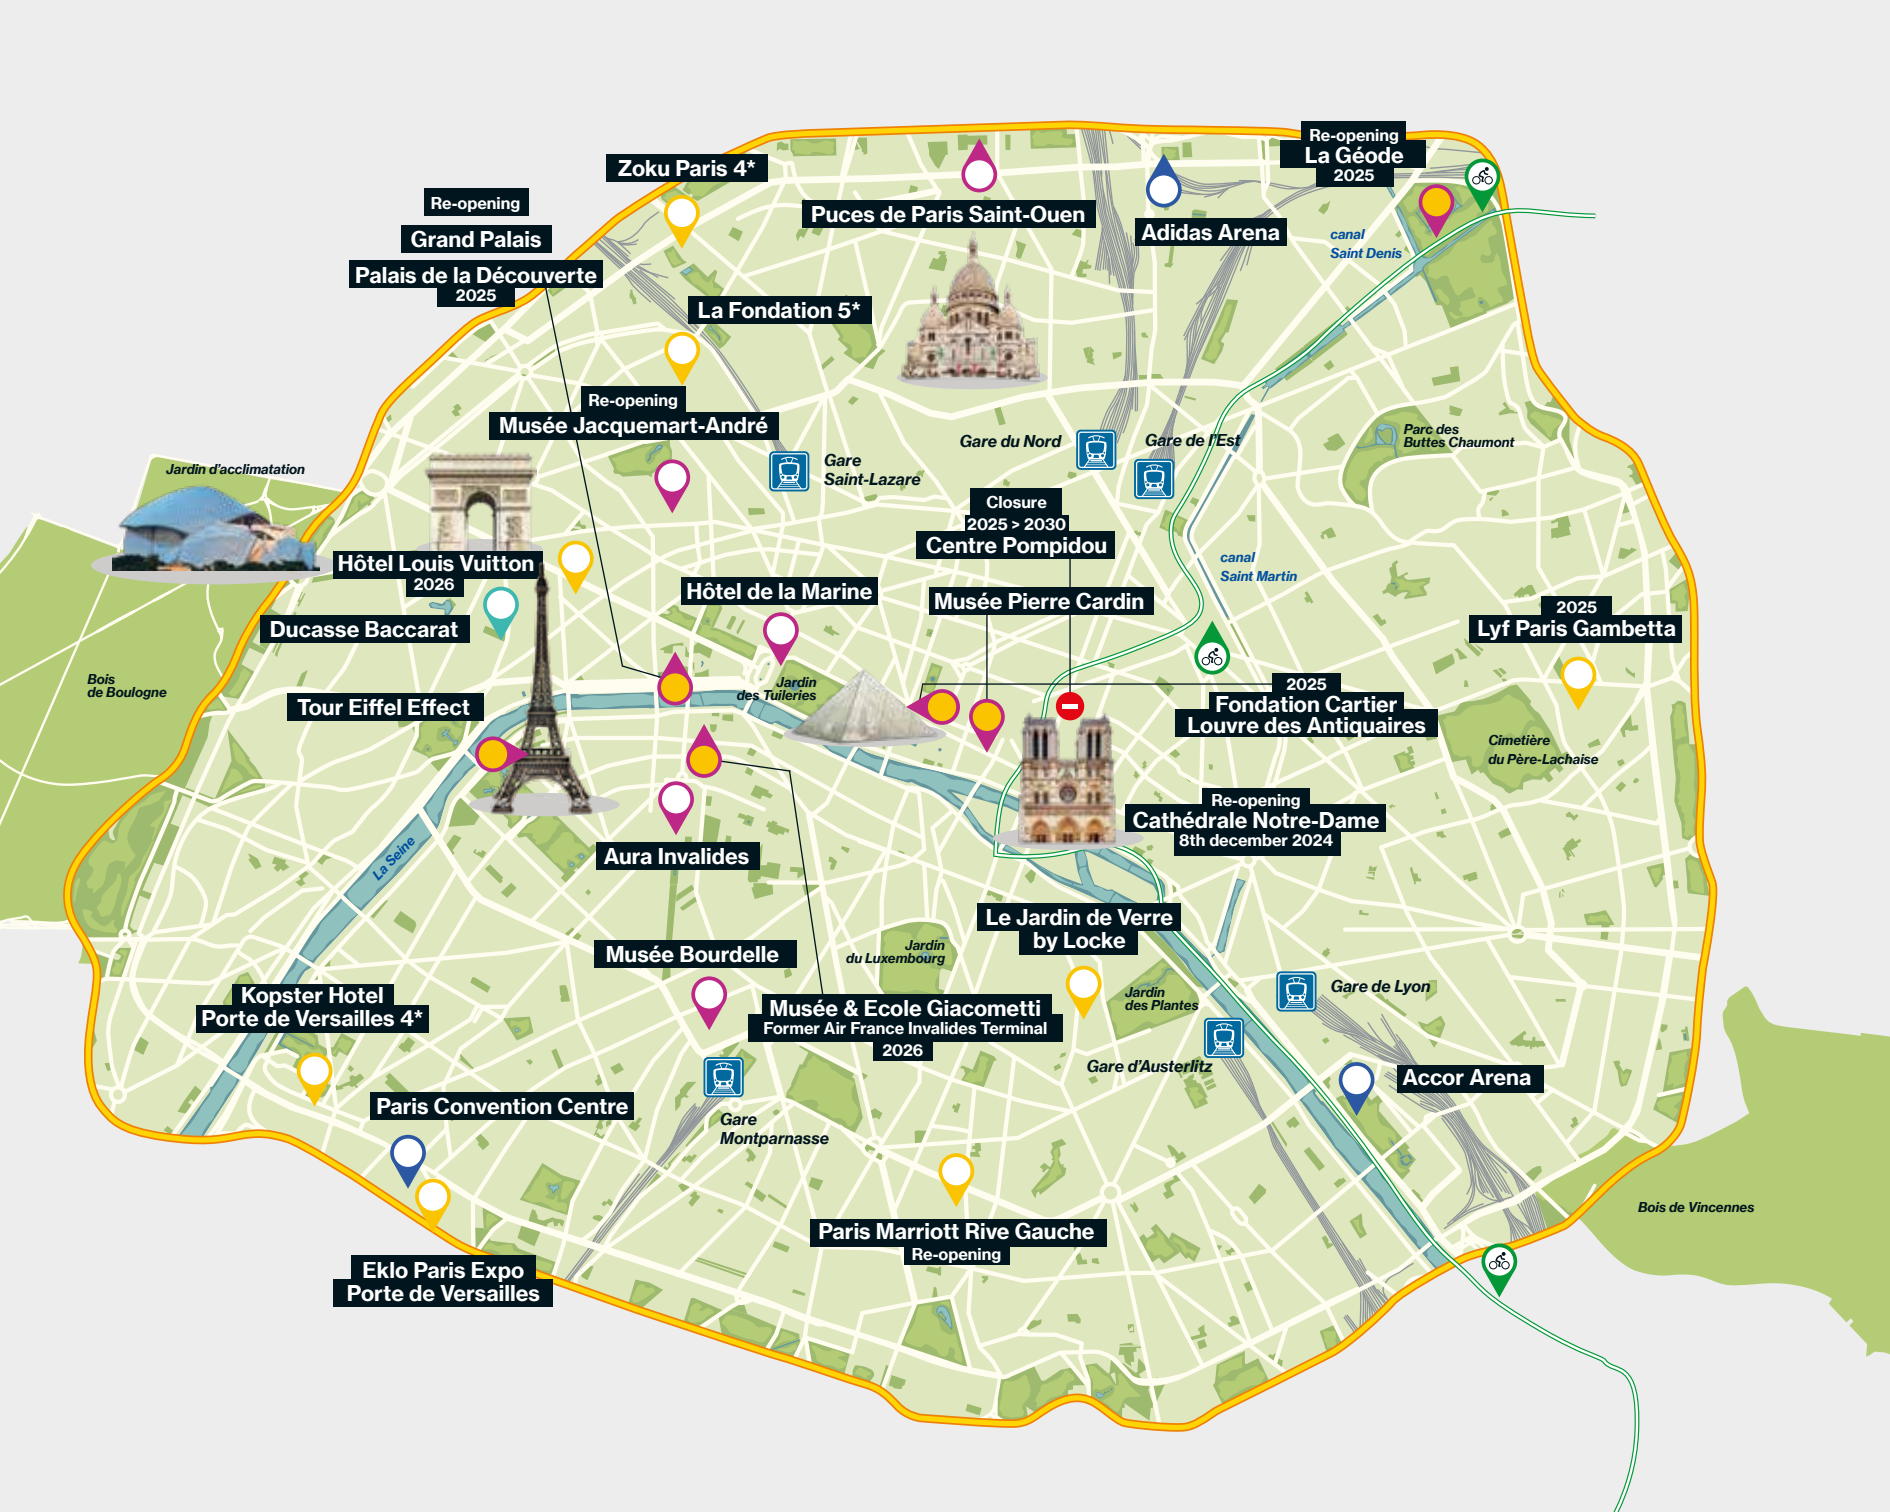 Re-opening
La Géode
2025
Zoku Paris 4*
Re-opening
Grand Palais
Palais de la Découverte
2025
Puces de Paris Saint-Ouen
Adidas Arena
canal
Saint Denis
La Fondation 5*
Re-opening
Musée Jacquemart-André
Gare
Saint-Lazare
Gare du Nord
Gare de l'Est
Parc des
Buttes Chaumont
Jardin d'acclimatation
Closure
2025 > 2030
Centre Pompidou
Hôtel Louis Vuitton
2026
Ducasse Baccarat
Hôtel de la Marine
Musée Pierre Cardin
canal
Saint Martin
2025
Lyf Paris Gambetta
Bois
de Boulogne
Tour Eiffel Effect
Jardin
des Tuileries
2025
Fondation Cartier
Louvre des Antiquaires
Cimetière
du Père-Lachaise
Re-opening
Cathédrale Notre-Dame
8th december 2024
La Seine
Aura Invalides
Le Jardin de Verre
by Locke
Musée Bourdelle
Jardin
du Luxembourg
Kopster Hotel
Porte de Versailles 4*
Musée & Ecole Giacometti
Former Air France Invalides Terminal
2026
Jardin
des Plantes
Gare de Lyon
Gare d'Austerlitz
Accor Arena
Paris Convention Centre
Gare
Montparnasse
Paris Marriott Rive Gauche
Re-opening
Bois de Vincennes
Eklo Paris Expo
Porte de Versailles